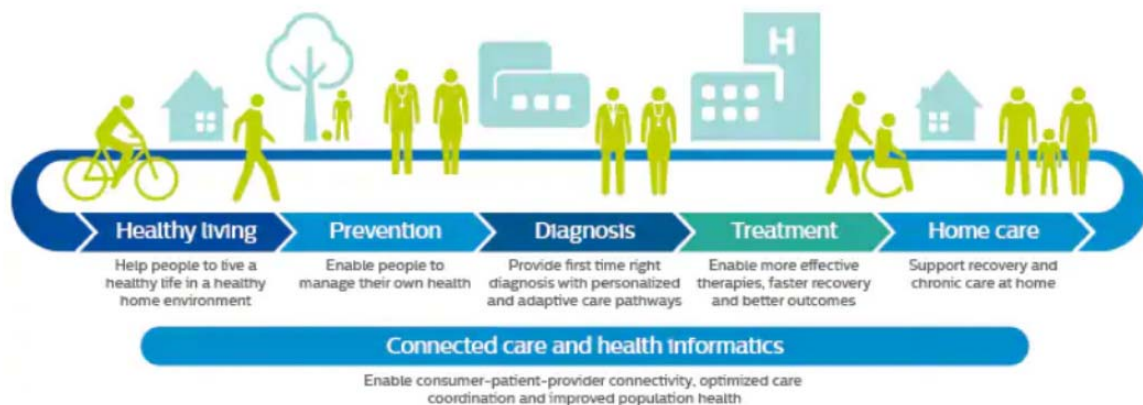 H
Healthy living
Prevention
Diagnosis
Treatment
Home care
Help people to live a
healthy life in a healthy
home environment
Enable people to
manage their own health
Provide first time right
diagnosis with personalized
and adaptive care pathways
Enable more effective
therapies, faster recovery
and better outcomes
Support recovery and
chronic care at home
Connected care and health informatics
Enable consumer-patient-provider connectivity, optimized care
coordination and improved population health